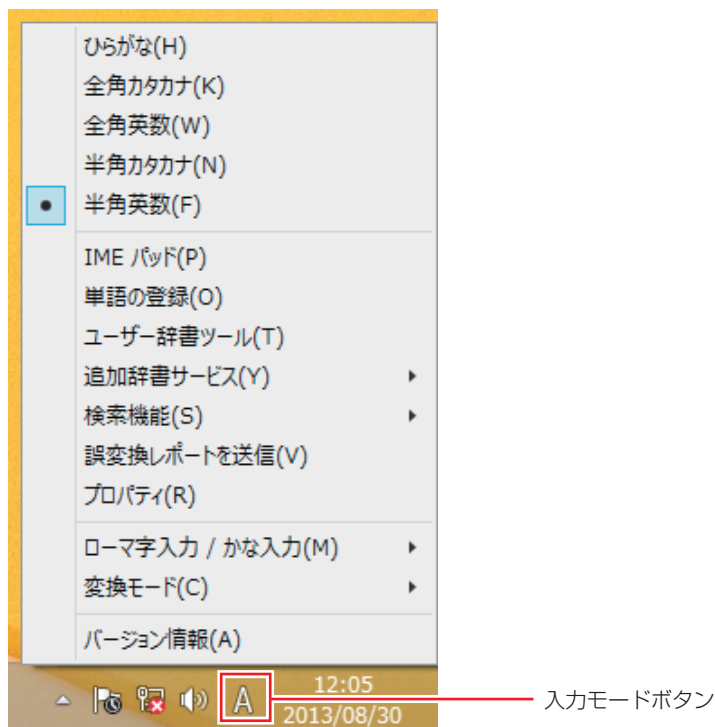 ひらがな(H)
全角カタカナ(K)
全角英数(W)
半角カタカナ(N)
半角英数(F)
IME パッド(P)
単語の登録(O)
ユーザー辞書ツール(T)
追加辞書サービス(Y)
検索機能(S)
誤変換レポートを送信(V)
プロパティ(R)
ローマ字入力 / かな入力(M)
変換モード(C)
バージョン情報(A)
A
12:05
2013/08/30
入力モードボタン